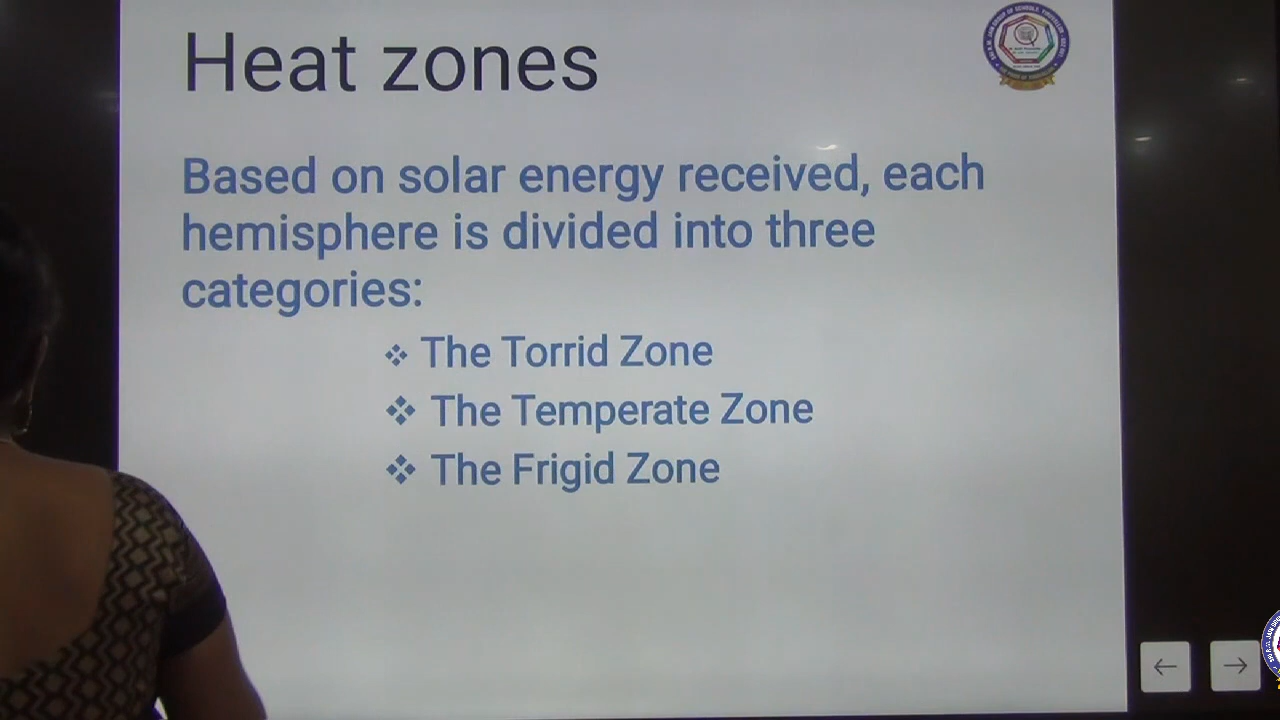 Heat zones
Based on solar energy received, each
hemisphere is divided into three
categories:
❖ The Torrid Zone
❖ The Temperate Zone
❖ The Frigid Zone